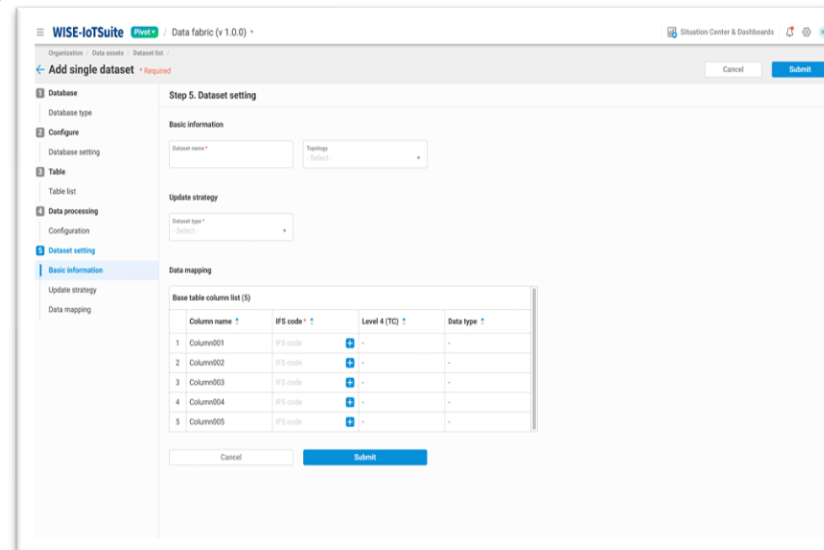 WISE-IoTSuite Pivot / Data fabric (v 1.0.0) Situation Center & Dashboards
Organization / Data assets / Dataset list /
Add single dataset * Required Cancel Submit
1 Database
Database type
2 Configure
Database setting
3 Table
Table list
4 Data processing
Configuration
5 Dataset setting
Basic information
Update strategy
Data mapping
Step 5. Dataset setting
Basic information
Dataset name * Topology
- Select -
Update strategy
Dataset type *
- Select -
Data mapping
Base table column list (5)
Column name IFS code * Level 4 (TC) Data type
1 Column001 IFS code - -
2 Column002 IFS code - -
3 Column003 IFS code - -
4 Column004 IFS code - -
5 Column005 IFS code - -
Cancel Submit